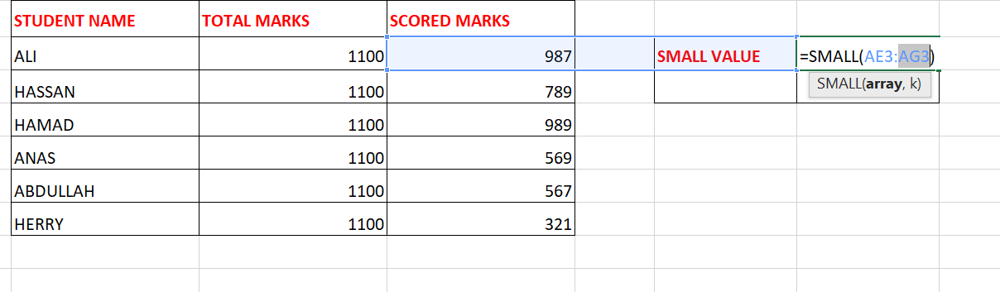 STUDENT NAME TOTAL MARKS SCORED MARKS
ALI 1100 987 SMALL VALUE =SMALL(AE3:AG3)
HASSAN 1100 789 SMALL(array, k)
HAMAD 1100 989
ANAS 1100 569
ABDULLAH 1100 567
HERRY 1100 321